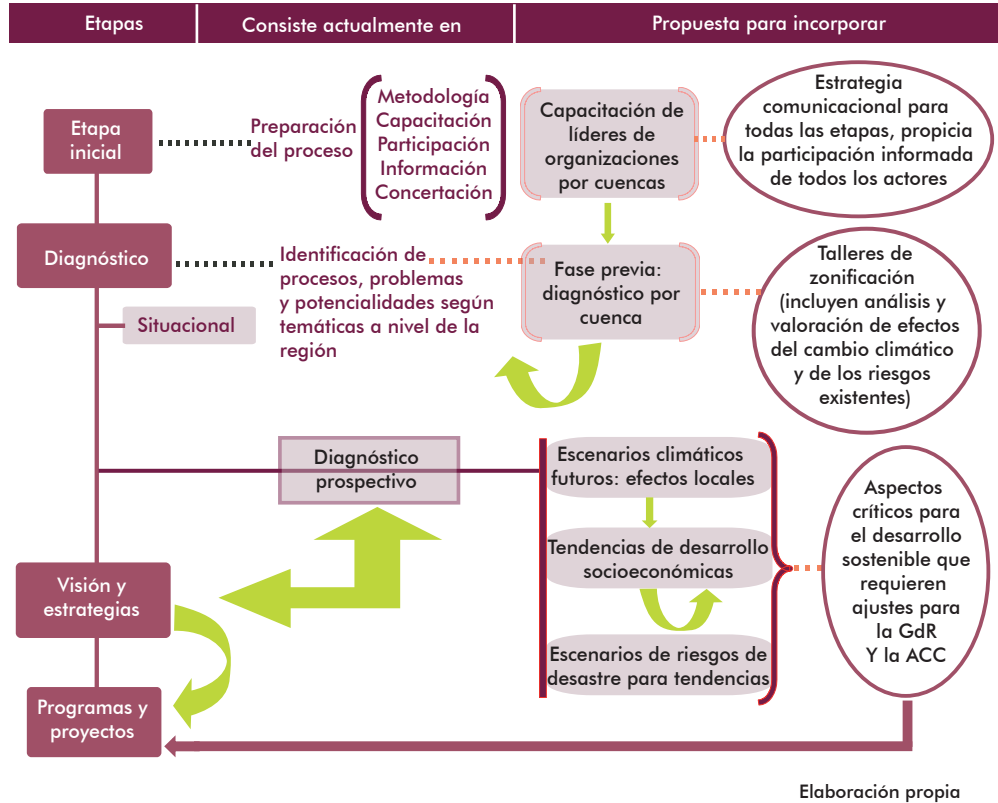 Etapas
Consiste actualmente en
Propuesta para incorporar
Etapa
inicial
Preparación
del proceso
Metodología
Capacitación
Participación
Información
Concertación
Capacitación de
líderes de
organizaciones
por cuencas
Estrategia
comunicacional para
todas las etapas, propicia
la participación informada
de todos los actores
Diagnóstico
Identificación de
procesos, problemas
y potencialidades según
temáticas a nivel de la
región
Fase previa:
diagnóstico por
cuenca
Talleres de
zonificación
(incluyen análisis y
valoración de efectos
del cambio climático
y de los riesgos
existentes)
Situacional
Diagnóstico
prospectivo
Escenarios climáticos
futuros: efectos locales
Tendencias de desarrollo
socioeconómicas
Escenarios de riesgos de
desastre para tendencias
Aspectos
críticos para
el desarrollo
sostenible que
requieren
ajustes para
la GdR
Y la ACC
Visión y
estrategias
Programas y
proyectos
Elaboración propia